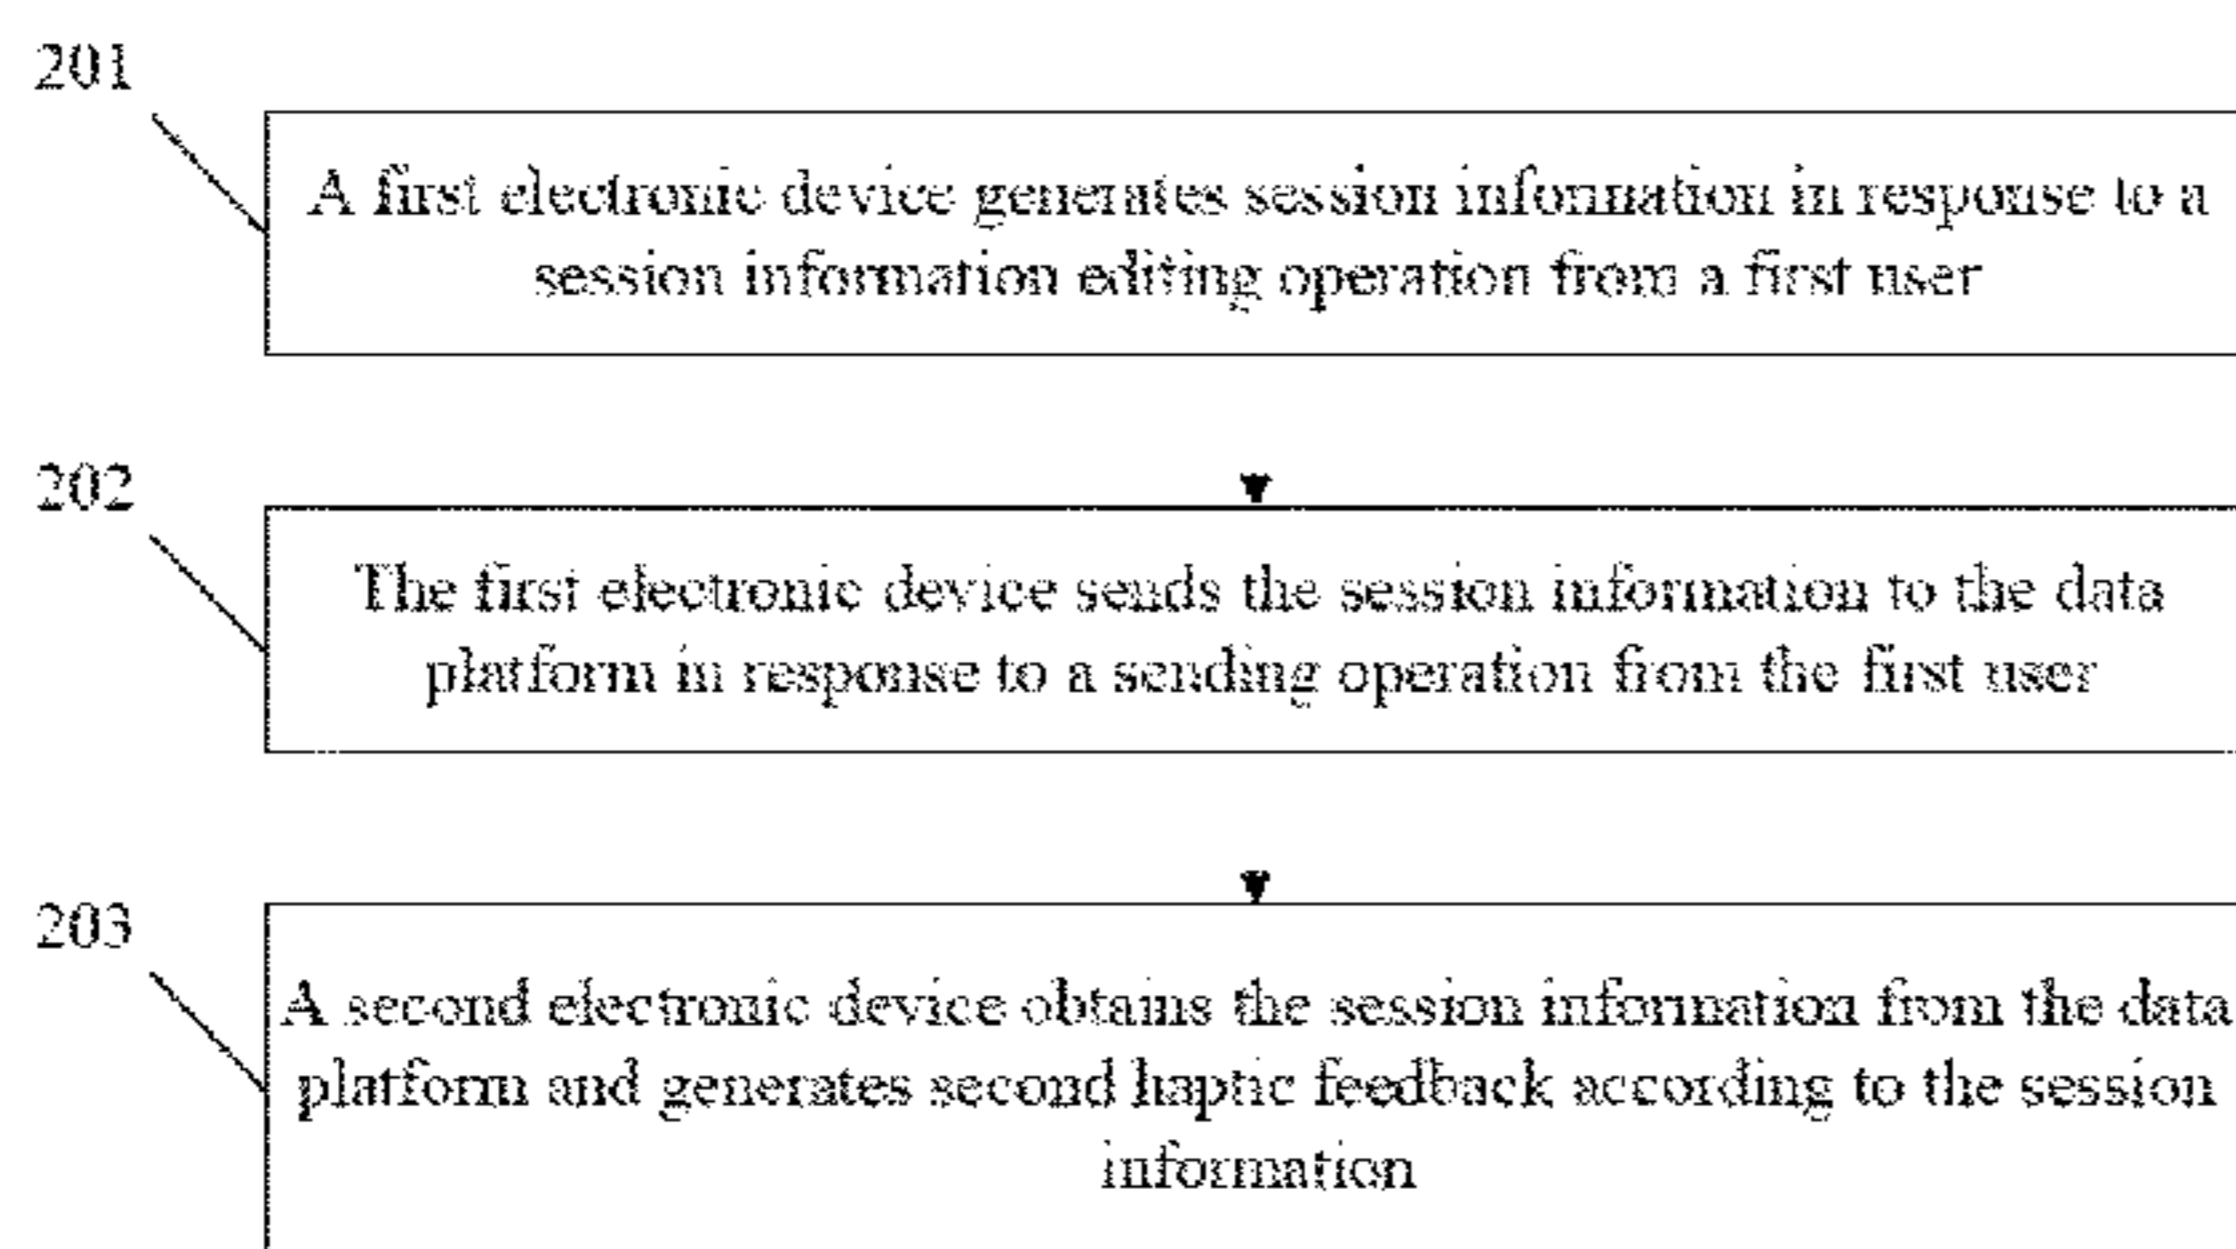 201
A first electronic device generates session information in response to a
session information editing operation from a first user
202
The first electronic device sends the session information to the data
platform in response to a sending operation from the first user
203
A second electronic device obtains the session information from the data
platform and generates second haptic feedback according to the session
information